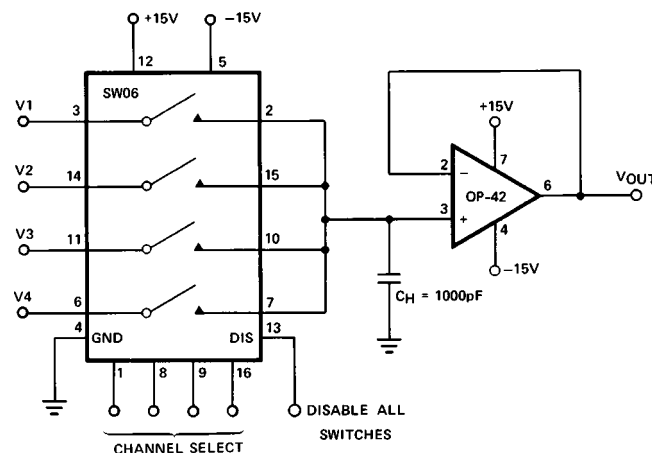 +15V
-15V
12
5
SW06
V1
3
2
V2
14
15
V3
11
10
V4
6
7
4
GND
DIS
13
1
8
9
16
CHANNEL SELECT
DISABLE ALL
SWITCHES
+15V
7
2
-
OP-42
6
VOUT
3
+
4
-15V
CH = 1000pF